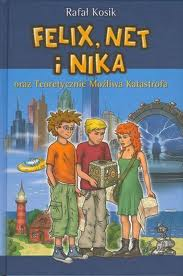 Rafał Kosik
FELIX, NET
i NIKA
oraz Teoretycznie Możliwa Katastrofa